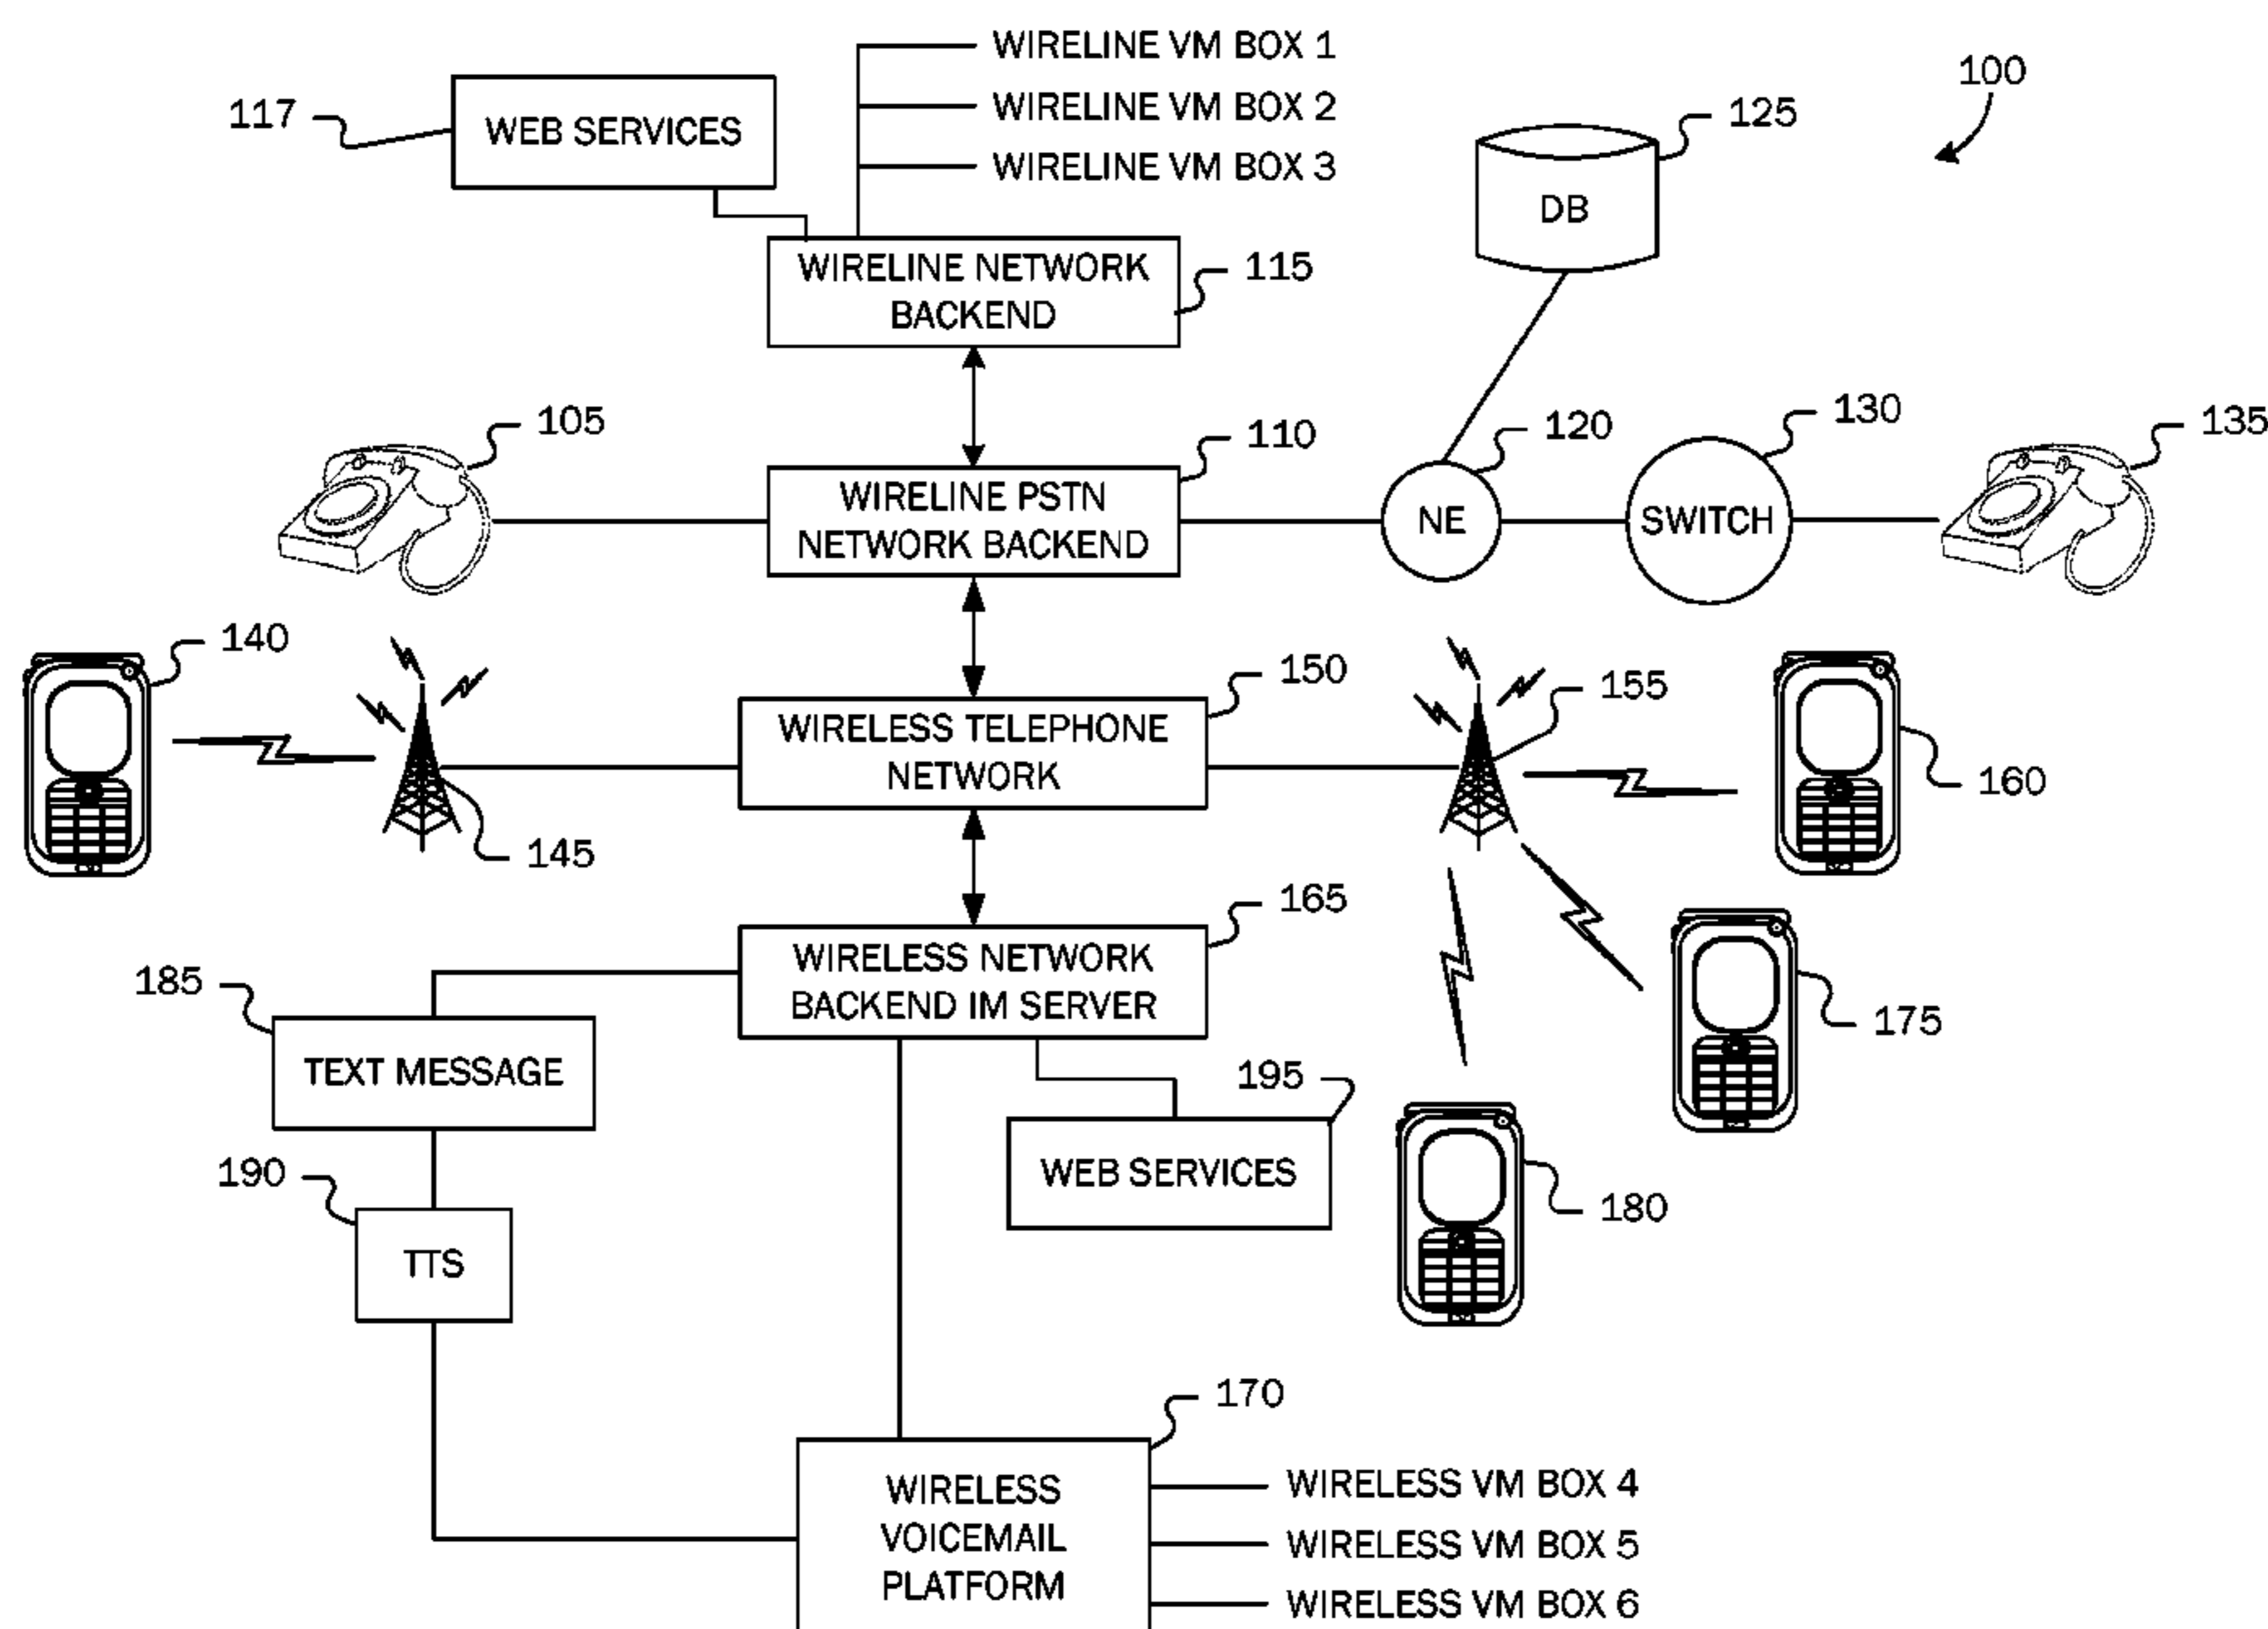 WIRELINE VM BOX 1
100
WEB SERVICES
117
WIRELINE VM BOX 2
125
WIRELINE VM BOX 3
DB
WIRELINE NETWORK
BACKEND
115
105
110
120
130
135
WIRELINE PSTN
NETWORK BACKEND
NE
SWITCH
140
150
155
WIRELESS TELEPHONE
NETWORK
160
145
165
WIRELESS NETWORK
BACKEND IM SERVER
185
175
TEXT MESSAGE
195
WEB SERVICES
190
180
TTS
170
WIRELESS
VOICEMAIL
PLATFORM
WIRELESS VM BOX 4
WIRELESS VM BOX 5
WIRELESS VM BOX 6